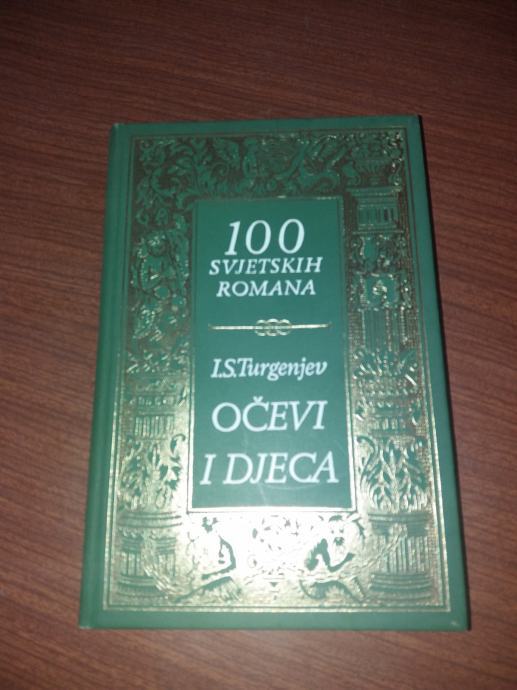 100
SVJETSKIH
ROMANA
I.S.Turgenjev
OČEVI
I DJECA